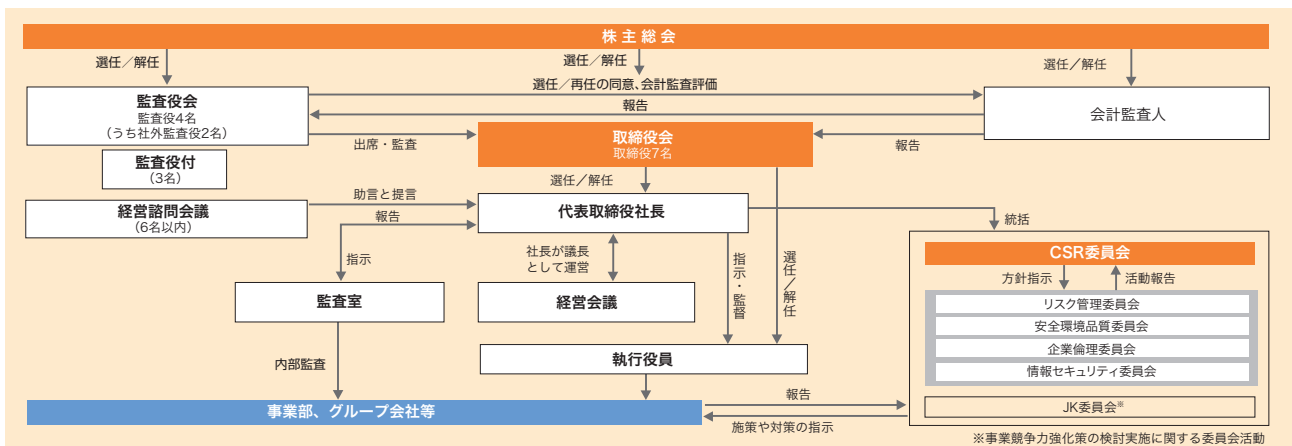 株主総会
選任／解任
選任／解任
選任／解任
選任／再任の同意、会計監査評価
報告
監査役会
監査役4名
（うち社外監査役2名）
会計監査人
出席・監査
取締役会
取締役7名
報告
監査役付
（3名）
選任／解任
助言と提言
経営諮問会議
（6名以内）
報告
代表取締役社長
統括
指示
社長が議長
として運営
指示・監督
選任／解任
CSR委員会
方針指示
活動報告
監査室
経営会議
リスク管理委員会
安全環境品質委員会
企業倫理委員会
情報セキュリティ委員会
内部監査
執行役員
事業部、グループ会社等
報告
施策や対策の指示
JK委員会※
※事業競争力強化策の検討実施に関する委員会活動